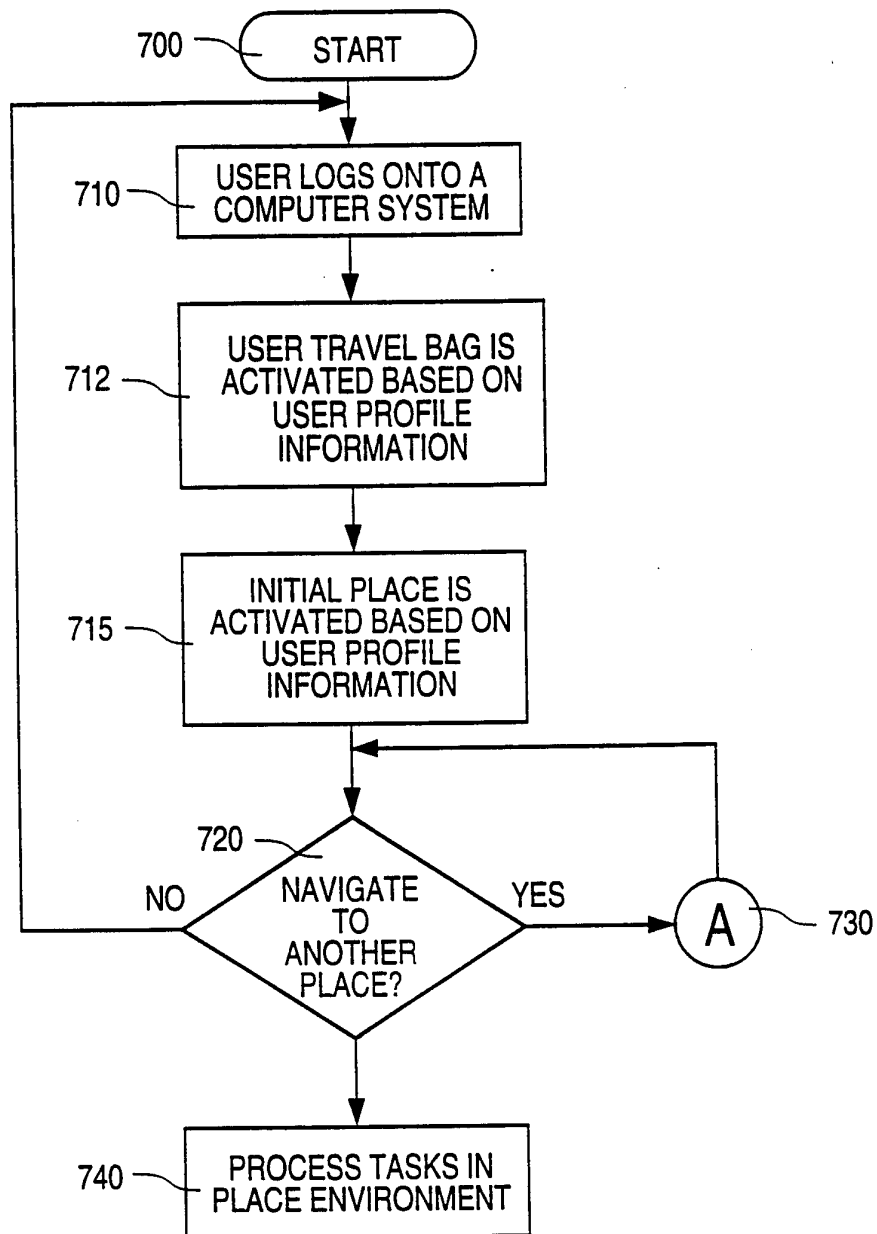 700
START
710
USER LOGS ONTO A
COMPUTER SYSTEM
712
USER TRAVEL BAG IS
ACTIVATED BASED ON
USER PROFILE
INFORMATION
715
INITIAL PLACE IS
ACTIVATED BASED ON
USER PROFILE
INFORMATION
720
NO
NAVIGATE
TO
ANOTHER
PLACE?
YES
A
730
740
PROCESS TASKS IN
PLACE ENVIRONMENT